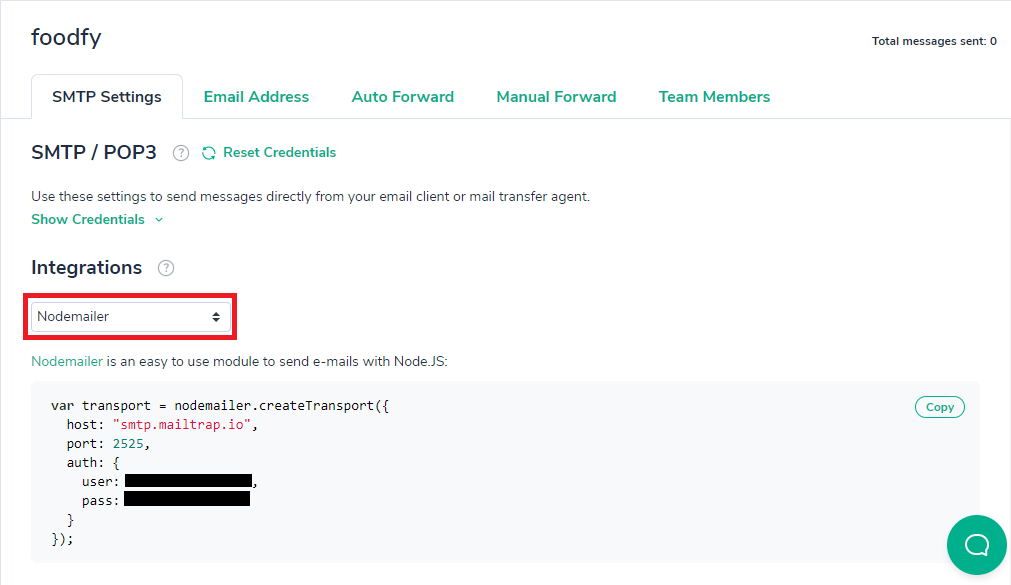 foodfy
Total messages sent: 0
SMTP Settings
Email Address
Auto Forward
Manual Forward
Team Members
SMTP / POP3 ? Reset Credentials
Use these settings to send messages directly from your email client or mail transfer agent.
Show Credentials
Integrations ?
Nodemailer
Nodemailer is an easy to use module to send e-mails with Node.JS:
var transport = nodemailer.createTransport({
Copy
host: "smtp.mailtrap.io",
port: 2525,
auth: {
user: ,
pass:
}
});